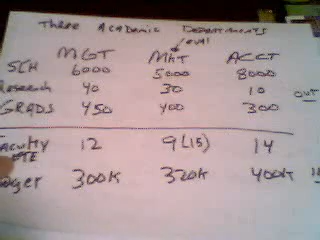 Three Academic Departments
MGT MKT ACCT
SCH 6000 5000 8000
Research 40 30 10 OUT
GRADS 450 400 300
Faculty 12 9(15) 14
FTE
300K 320K 400K